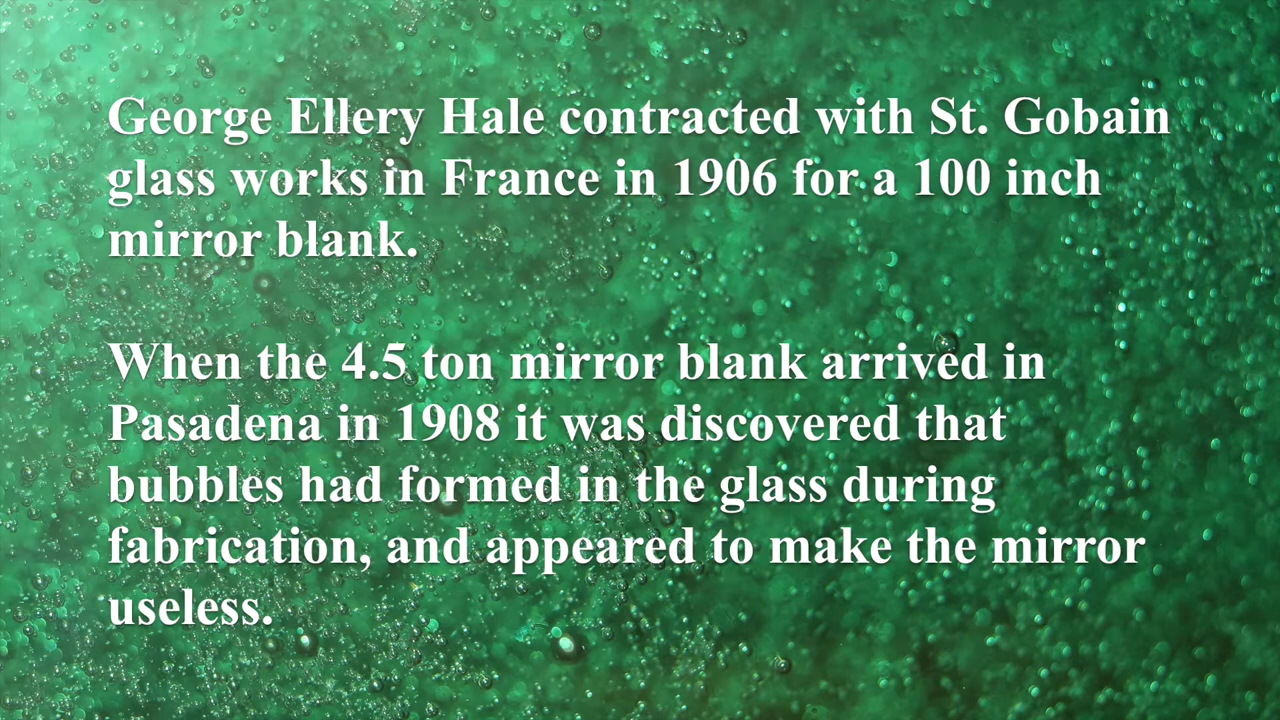 George Ellery Hale contracted with St. Gobain
glass works in France in 1906 for a 100 inch
mirror blank.
When the 4.5 ton mirror blank arrived in
Pasadena in 1908 it was discovered that
bubbles had formed in the glass during
fabrication, and appeared to make the mirror
useless.